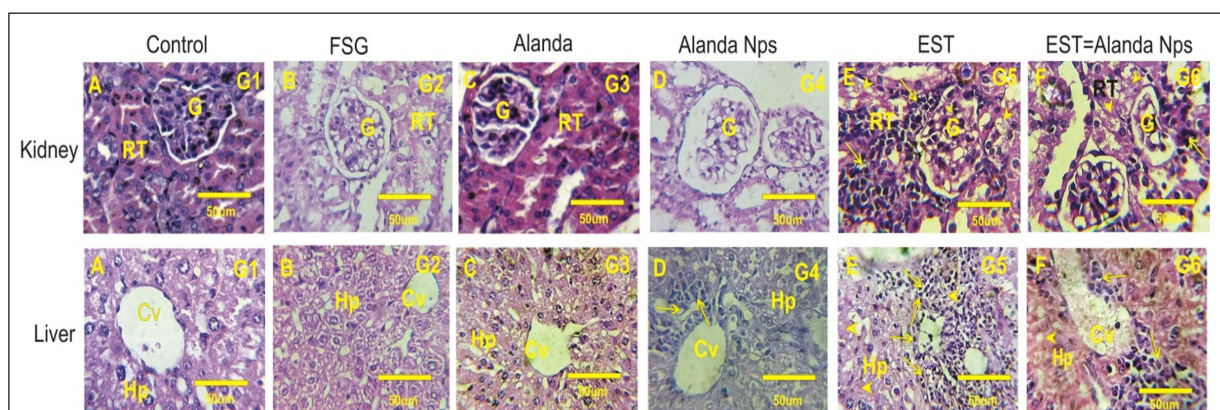 Control FSG Alanda Alanda Nps EST EST=Alanda Nps
Kidney
A G1 B G2 C G3 D G4 E G5 F G6
RT
G RT G RT G RT G G RT G
50um 50um 50um 50um 50um 50um
Liver
A G1 B G2 C G3 D G4 E G5 F G6
Cv Hp Cv Hp Cv Hp Cv Hp Cv Hp
Hp
50um 50um 50um 50um 50um 50um